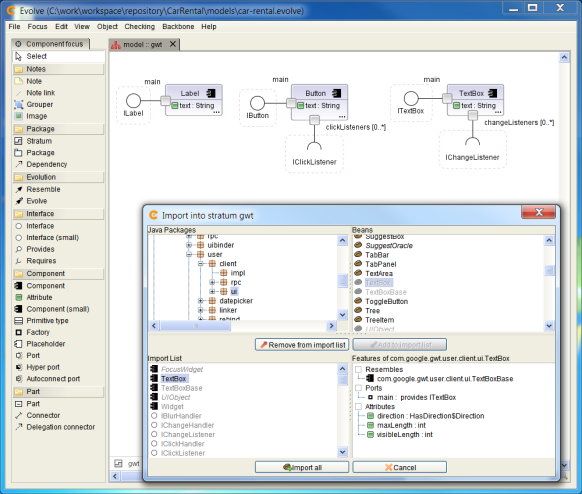 Evolve (C:\work\workspace\repository\CarRental\models\car-rental.evolve)
File Focus Edit View Object Checking Backbone Help
Component focus
Select
Notes
Note
Note link
Grouper
Image
Package
Stratum
Package
Dependency
Evolution
Resemble
Evolve
Interface
Interface
Interface (small)
Provides
Requires
Component
Component
Attribute
Component (small)
Primitive type
Factory
Placeholder
Port
Hyper port
Autoconnect port
Part
Part
Connector
Delegation connector
model :: gwt
main
ILabel
Label
text : String
...
main
IButton
Button
text : String
...
clickListeners [0..*]
IClickListener
main
ITextBox
TextBox
text : String
...
changeListeners [0..*]
IChangeListener
gwt
Import into stratum gwt
Java Packages
rpc
uibinder
user
client
impl
rpc
ui
datepicker
linker
rebind
Beans
SuggestBox
SuggestOracle
TabBar
TabPanel
TextArea
TextBox
TextBoxBase
ToggleButton
Tree
TreeItem
UIObject
Remove from import list
Add to import list
Import List
FocusWidget
TextBox
TextBoxBase
UIObject
Widget
IBlurHandler
IChangeHandler
IChangeListener
IClickHandler
IClickListener
Features of com.google.gwt.user.client.ui.TextBox
Resembles
com.google.gwt.user.client.ui.TextBoxBase
Ports
main : provides ITextBox
Attributes
direction : HasDirection$Direction
maxLength : int
visibleLength : int
Import all
Cancel